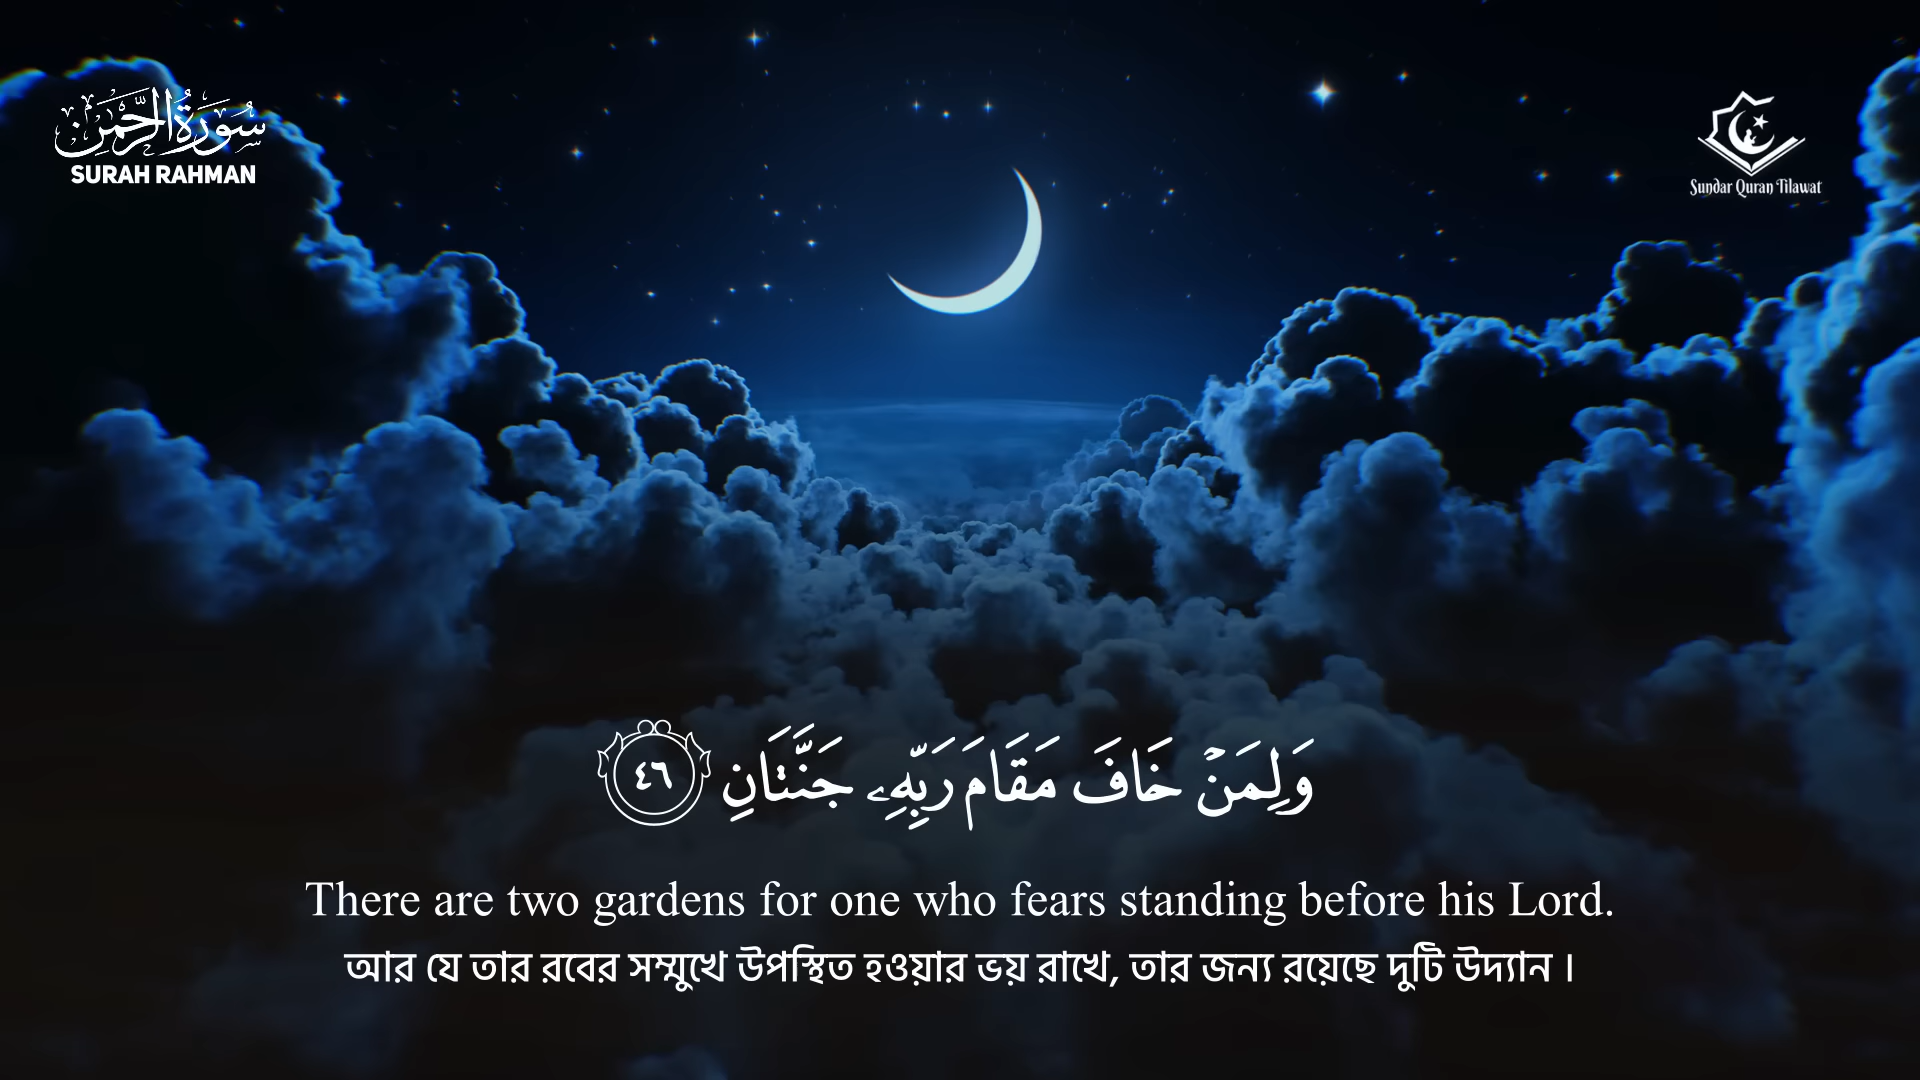 سُورَةُ الرَّحْمٰن
SURAH RAHMAN
Sundar Quran Tilawat
وَلِمَنْ خَافَ مَقَامَ رَبِّهِۦ جَنَّتَانِ ٤٦
There are two gardens for one who fears standing before his Lord.
আর যে তার রবের সম্মুখে উপস্থিত হওয়ার ভয় রাখে, তার জন্য রয়েছে দুটি উদ্যান ।